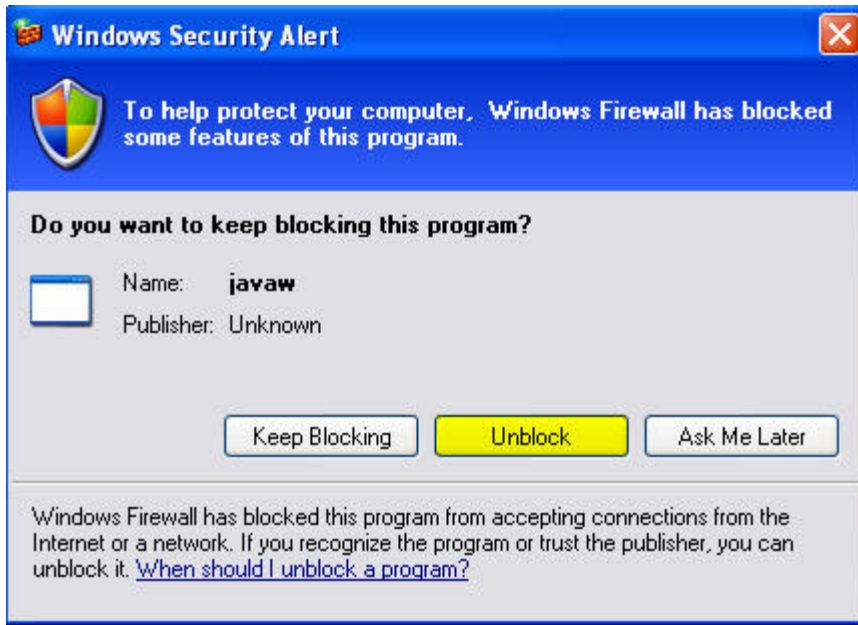 Windows Security Alert
To help protect your computer, Windows Firewall has blocked
some features of this program.
Do you want to keep blocking this program?
Name: javaw
Publisher: Unknown
Keep Blocking Unblock Ask Me Later
Windows Firewall has blocked this program from accepting connections from the
Internet or a network. If you recognize the program or trust the publisher, you can
unblock it. When should I unblock a program?